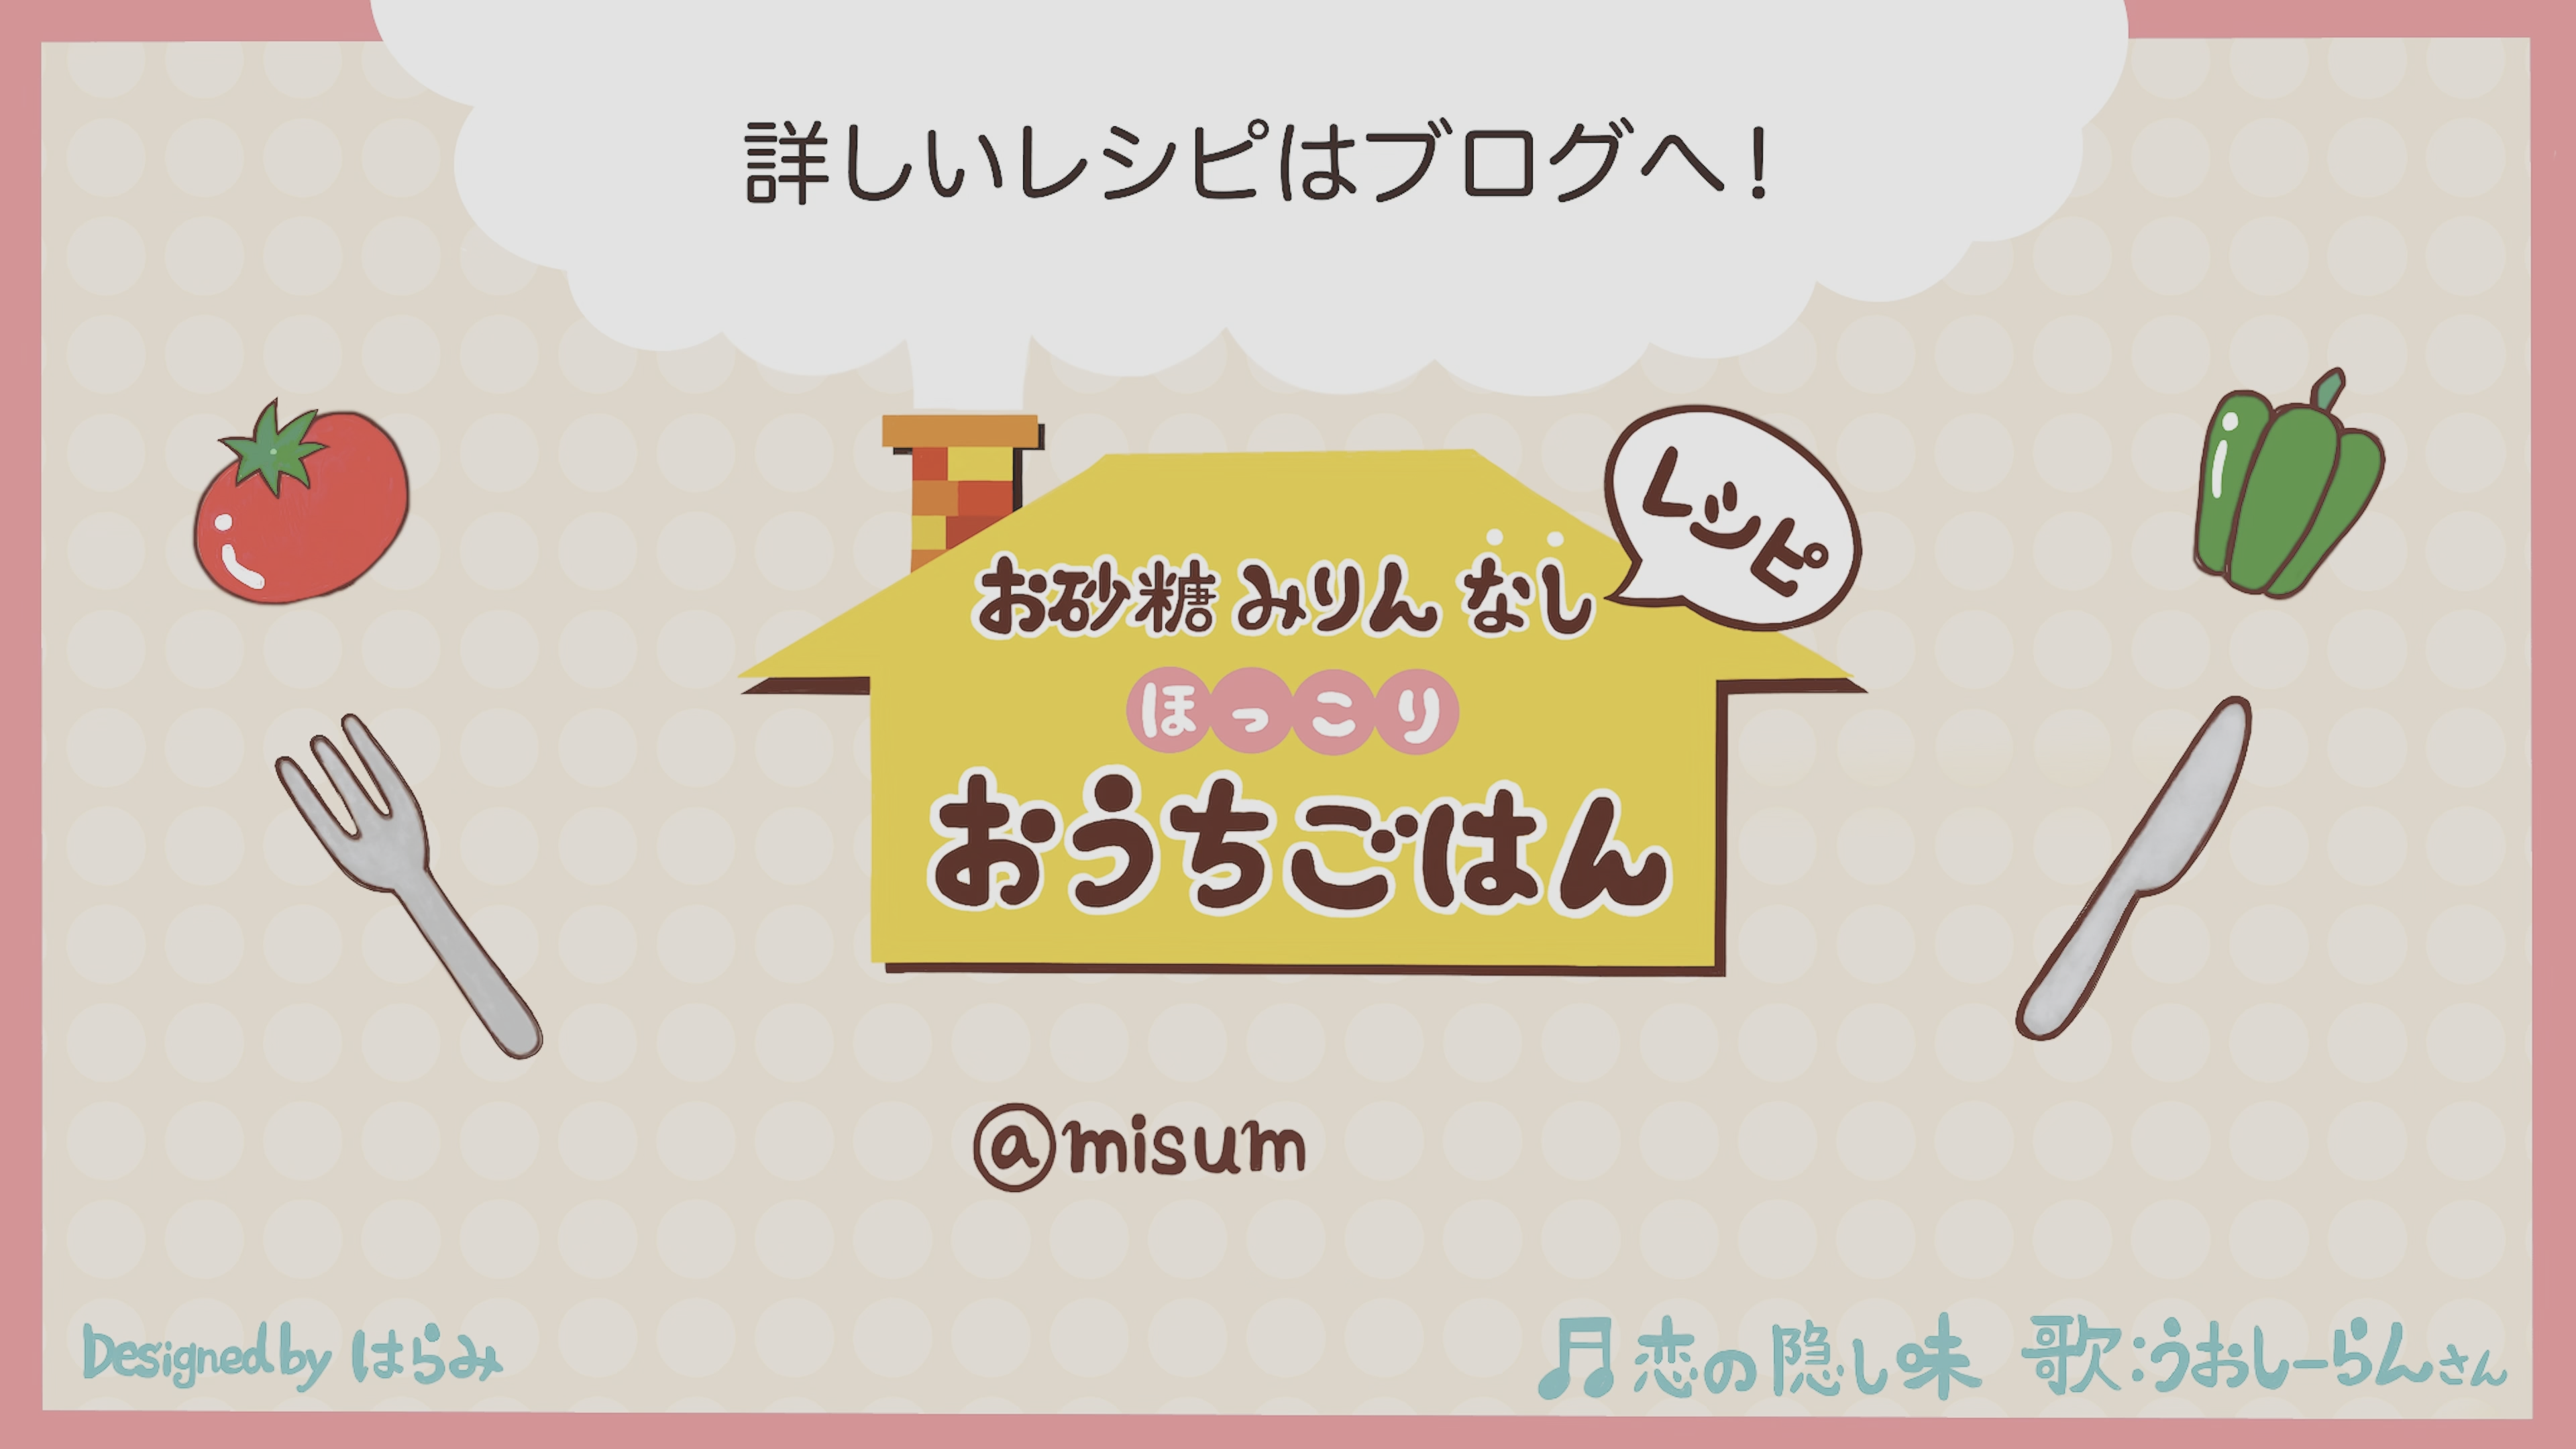 詳しいレシピはブログへ!
お砂糖 みりん なし
レシピ
ほっこり
おうちごはん
@misum
Designed by はらみ
♫恋の隠し味 歌:うおしーらんさん